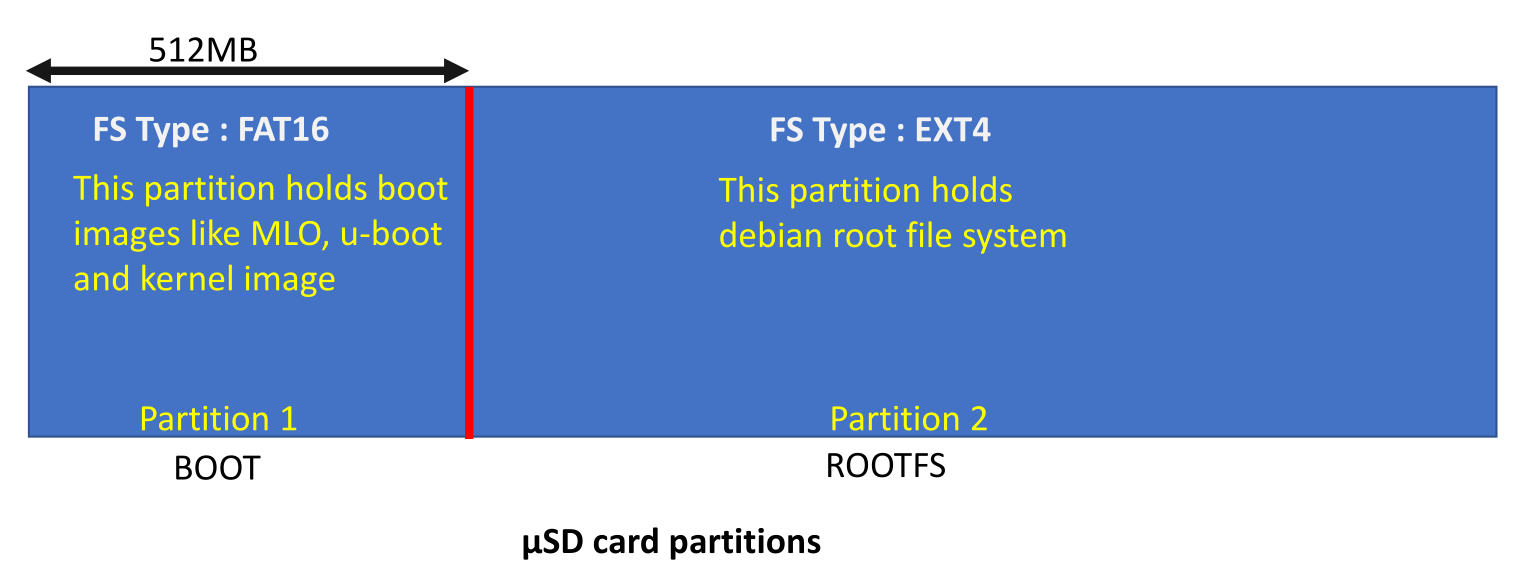 512MB
FS Type : FAT16
This partition holds boot
images like MLO, u-boot
and kernel image
Partition 1
BOOT
FS Type : EXT4
This partition holds
debian root file system
Partition 2
ROOTFS
µSD card partitions